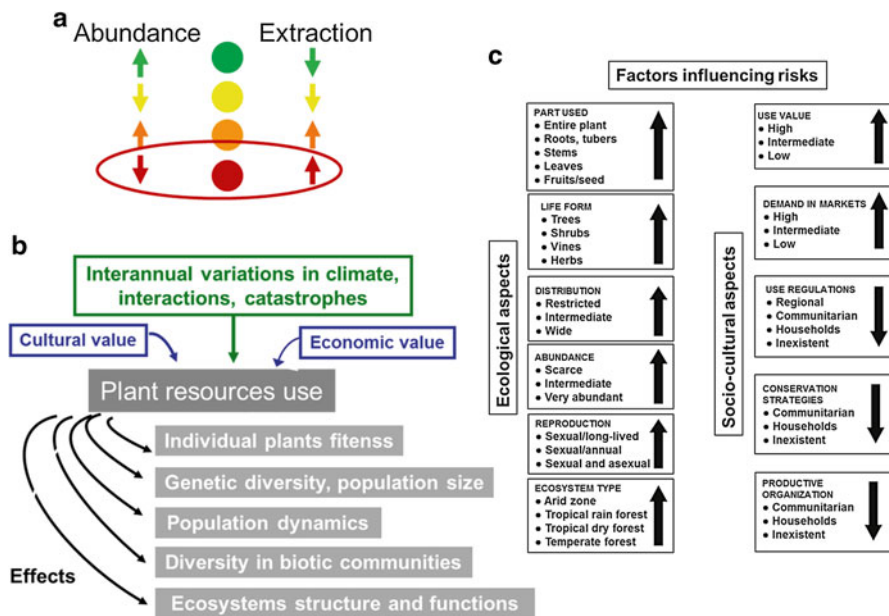 a
Abundance Extraction
b
Interannual variations in climate,
interactions, catastrophes
Cultural value
Economic value
Plant resources use
Individual plants fitenss
Genetic diversity, population size
Population dynamics
Diversity in biotic communities
Effects
Ecosystems structure and functions
c
Factors influencing risks
Ecological aspects
PART USED
• Entire plant
• Roots, tubers
• Stems
• Leaves
• Fruits/seed
LIFE FORM
• Trees
• Shrubs
• Vines
• Herbs
DISTRIBUTION
• Restricted
• Intermediate
• Wide
ABUNDANCE
• Scarce
• Intermediate
• Very abundant
REPRODUCTION
• Sexual/long-lived
• Sexual/annual
• Sexual and asexual
ECOSYSTEM TYPE
• Arid zone
• Tropical rain forest
• Tropical dry forest
• Temperate forest
Socio-cultural aspects
USE VALUE
• High
• Intermediate
• Low
DEMAND IN MARKETS
• High
• Intermediate
• Low
USE REGULATIONS
• Regional
• Communitarian
• Households
• Inexistent
CONSERVATION
STRATEGIES
• Communitarian
• Households
• Inexistent
PRODUCTIVE
ORGANIZATION
• Communitarian
• Households
• Inexistent